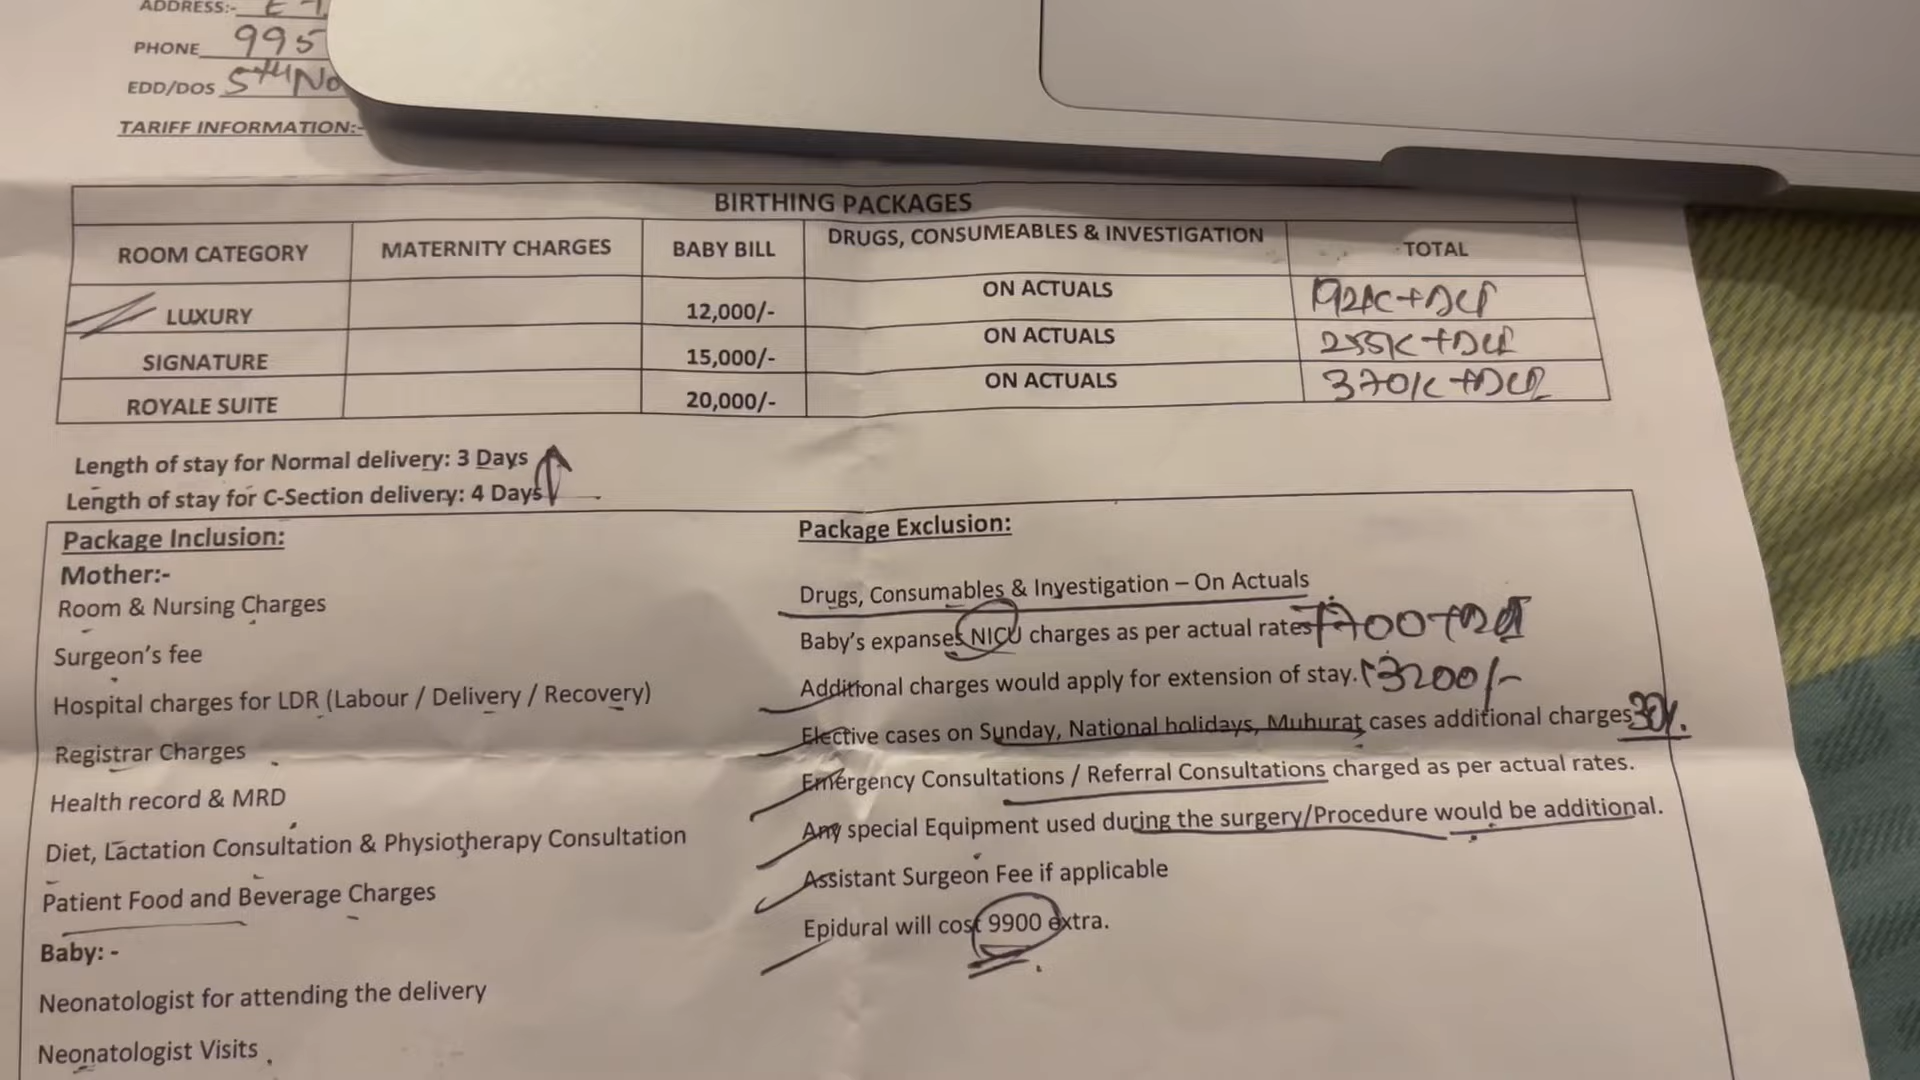 ADDRESS:-
PHONE 995
EDD/DOS 5th No
TARIFF INFORMATION:-
BIRTHING PACKAGES
ROOM CATEGORY MATERNITY CHARGES BABY BILL DRUGS, CONSUMEABLES & INVESTIGATION TOTAL
LUXURY 12,000/- ON ACTUALS 192K+DCI
SIGNATURE 15,000/- ON ACTUALS 255K+DCI
ROYALE SUITE 20,000/- ON ACTUALS 370K+DCI
Length of stay for Normal delivery: 3 Days
Length of stay for C-Section delivery: 4 Days
Package Inclusion:
Mother:-
Room & Nursing Charges
Surgeon's fee
Hospital charges for LDR (Labour / Delivery / Recovery)
Registrar Charges
Health record & MRD
Diet, Lactation Consultation & Physiotherapy Consultation
Patient Food and Beverage Charges
Baby: -
Neonatologist for attending the delivery
Neonatologist Visits
Package Exclusion:
Drugs, Consumables & Investigation – On Actuals
Baby's expanses NICU charges as per actual rates
Additional charges would apply for extension of stay. 13200/-
Elective cases on Sunday, National holidays, Muhurat cases additional charges 30%.
Emergency Consultations / Referral Consultations charged as per actual rates.
Any special Equipment used during the surgery/Procedure would be additional.
Assistant Surgeon Fee if applicable
Epidural will cost 9900 extra.